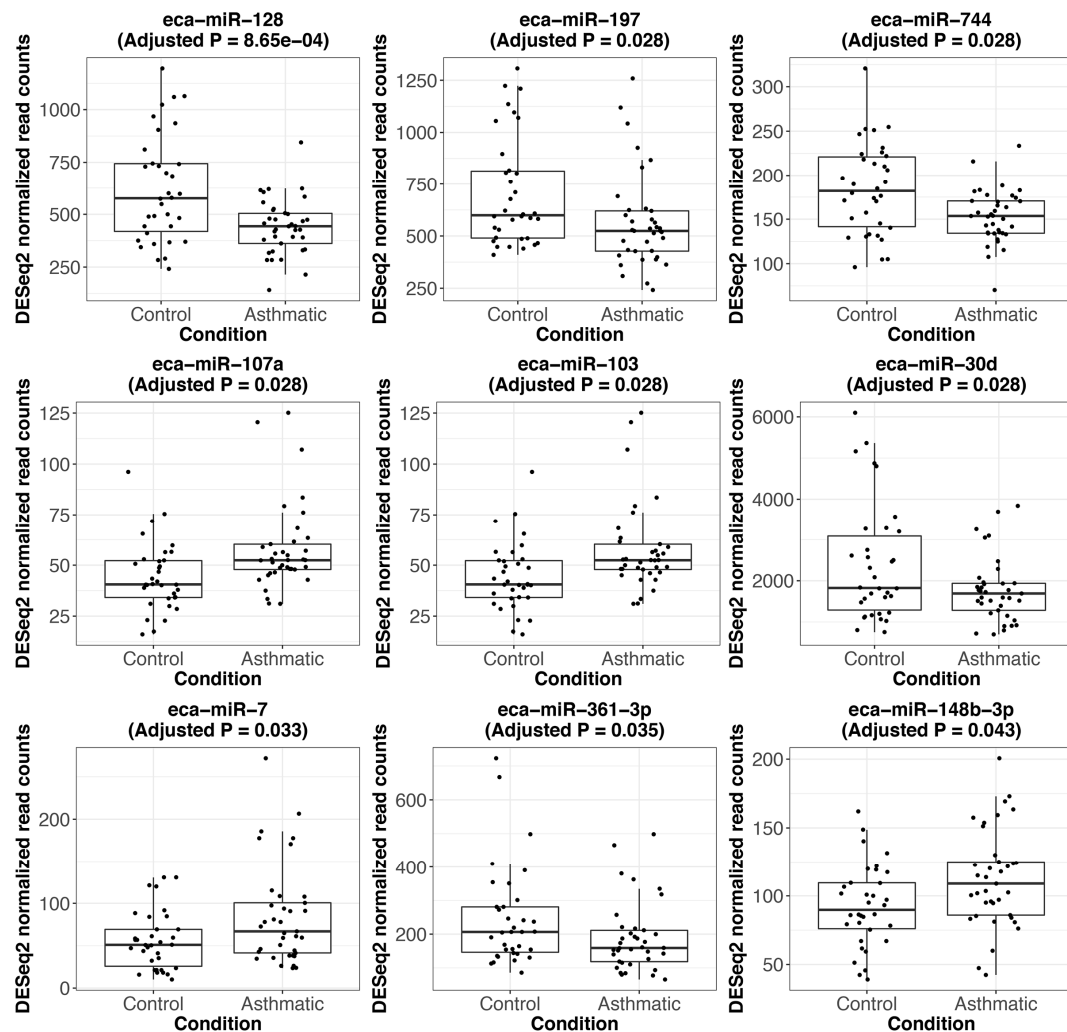 eca−miR−128
(Adjusted P = 8.65e−04)
DESeq2 normalized read counts
1000
750
500
250
Control
Asthmatic
Condition
eca−miR−197
(Adjusted P = 0.028)
DESeq2 normalized read counts
1250
1000
750
500
250
Control
Asthmatic
Condition
eca−miR−744
(Adjusted P = 0.028)
DESeq2 normalized read counts
300
250
200
150
100
Control
Asthmatic
Condition
eca−miR−107a
(Adjusted P = 0.028)
DESeq2 normalized read counts
125
100
75
50
25
Control
Asthmatic
Condition
eca−miR−103
(Adjusted P = 0.028)
DESeq2 normalized read counts
125
100
75
50
25
Control
Asthmatic
Condition
eca−miR−30d
(Adjusted P = 0.028)
DESeq2 normalized read counts
6000
4000
2000
Control
Asthmatic
Condition
eca−miR−7
(Adjusted P = 0.033)
DESeq2 normalized read counts
200
100
0
Control
Asthmatic
Condition
eca−miR−361−3p
(Adjusted P = 0.035)
DESeq2 normalized read counts
600
400
200
Control
Asthmatic
Condition
eca−miR−148b−3p
(Adjusted P = 0.043)
DESeq2 normalized read counts
200
150
100
50
Control
Asthmatic
Condition